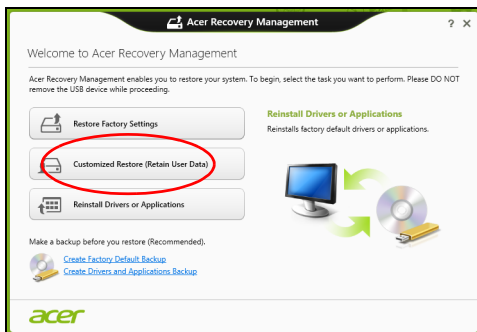 Acer Recovery Management
? ×
Welcome to Acer Recovery Management
Acer Recovery Management enables you to restore your system. To begin, select the task you want to perform. Please DO NOT
remove the USB device while proceeding.
Restore Factory Settings
Customized Restore (Retain User Data)
Reinstall Drivers or Applications
Reinstall Drivers or Applications
Reinstalls factory default drivers or applications.
Make a backup before you restore (Recommended).
Create Factory Default Backup
Create Drivers and Applications Backup
acer